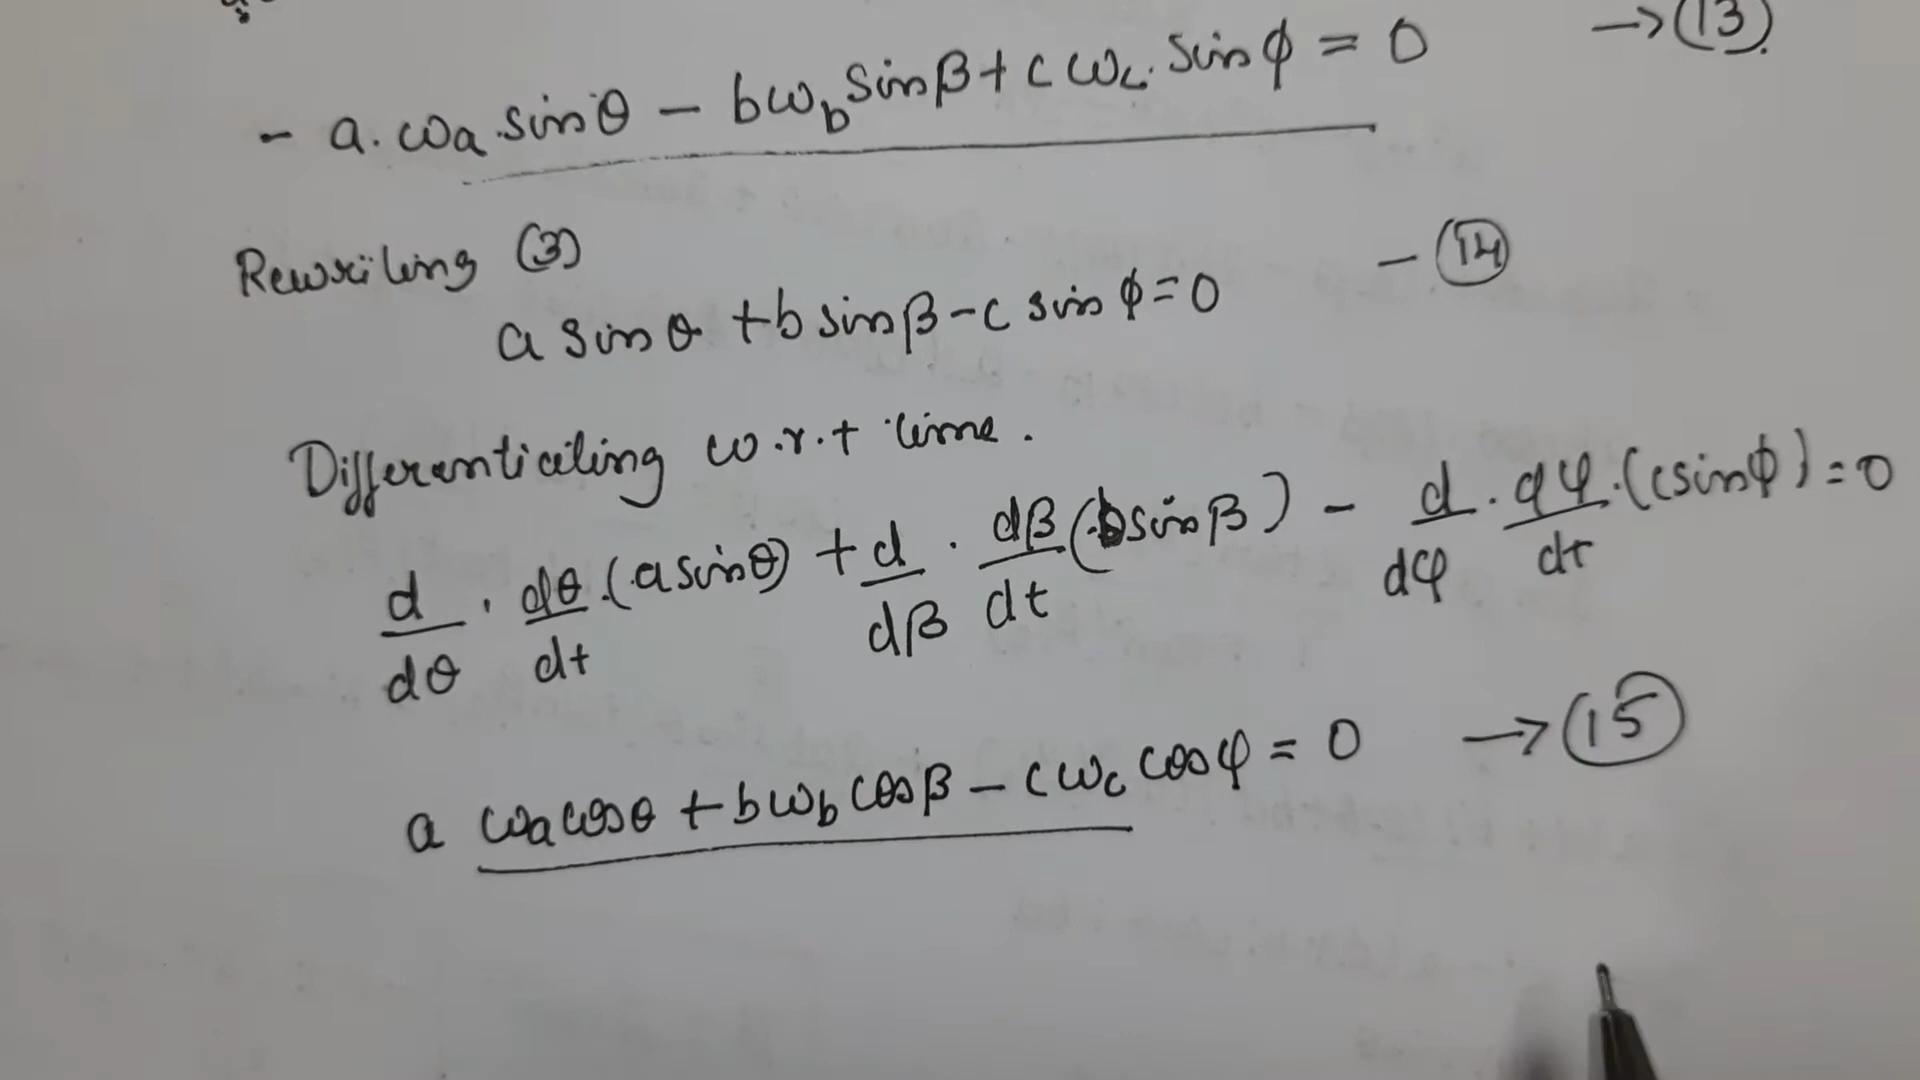 - a. ωa sinθ - bωb sinβ + cωc. sinϕ = 0 → (13)
Rewriting (3)
a sinθ + b sinβ - c sinϕ = 0 - (14)
Differentiating w.r.t time.
d/dθ . dθ/dt . (a sinθ) + d/dβ . dβ/dt (b sinβ) - d/dφ . dφ/dt . (c sinϕ) = 0
a ωa cosθ + bωb cosβ - cωc cosφ = 0 → (15)